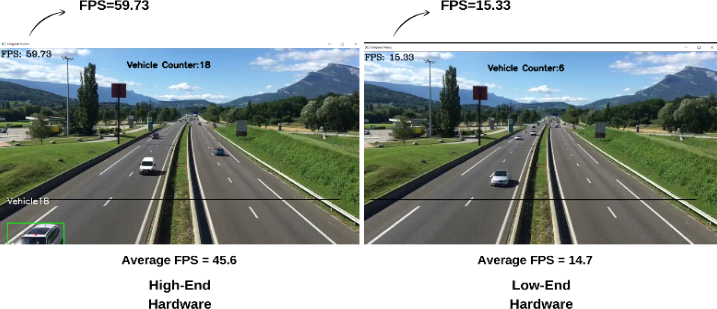 FPS=59.73
FPS=15.33
FPS: 59.73
Vehicle Counter:18
Vehicle18
FPS: 15.33
Vehicle Counter:6
Average FPS = 45.6
Average FPS = 14.7
High-End
Hardware
Low-End
Hardware